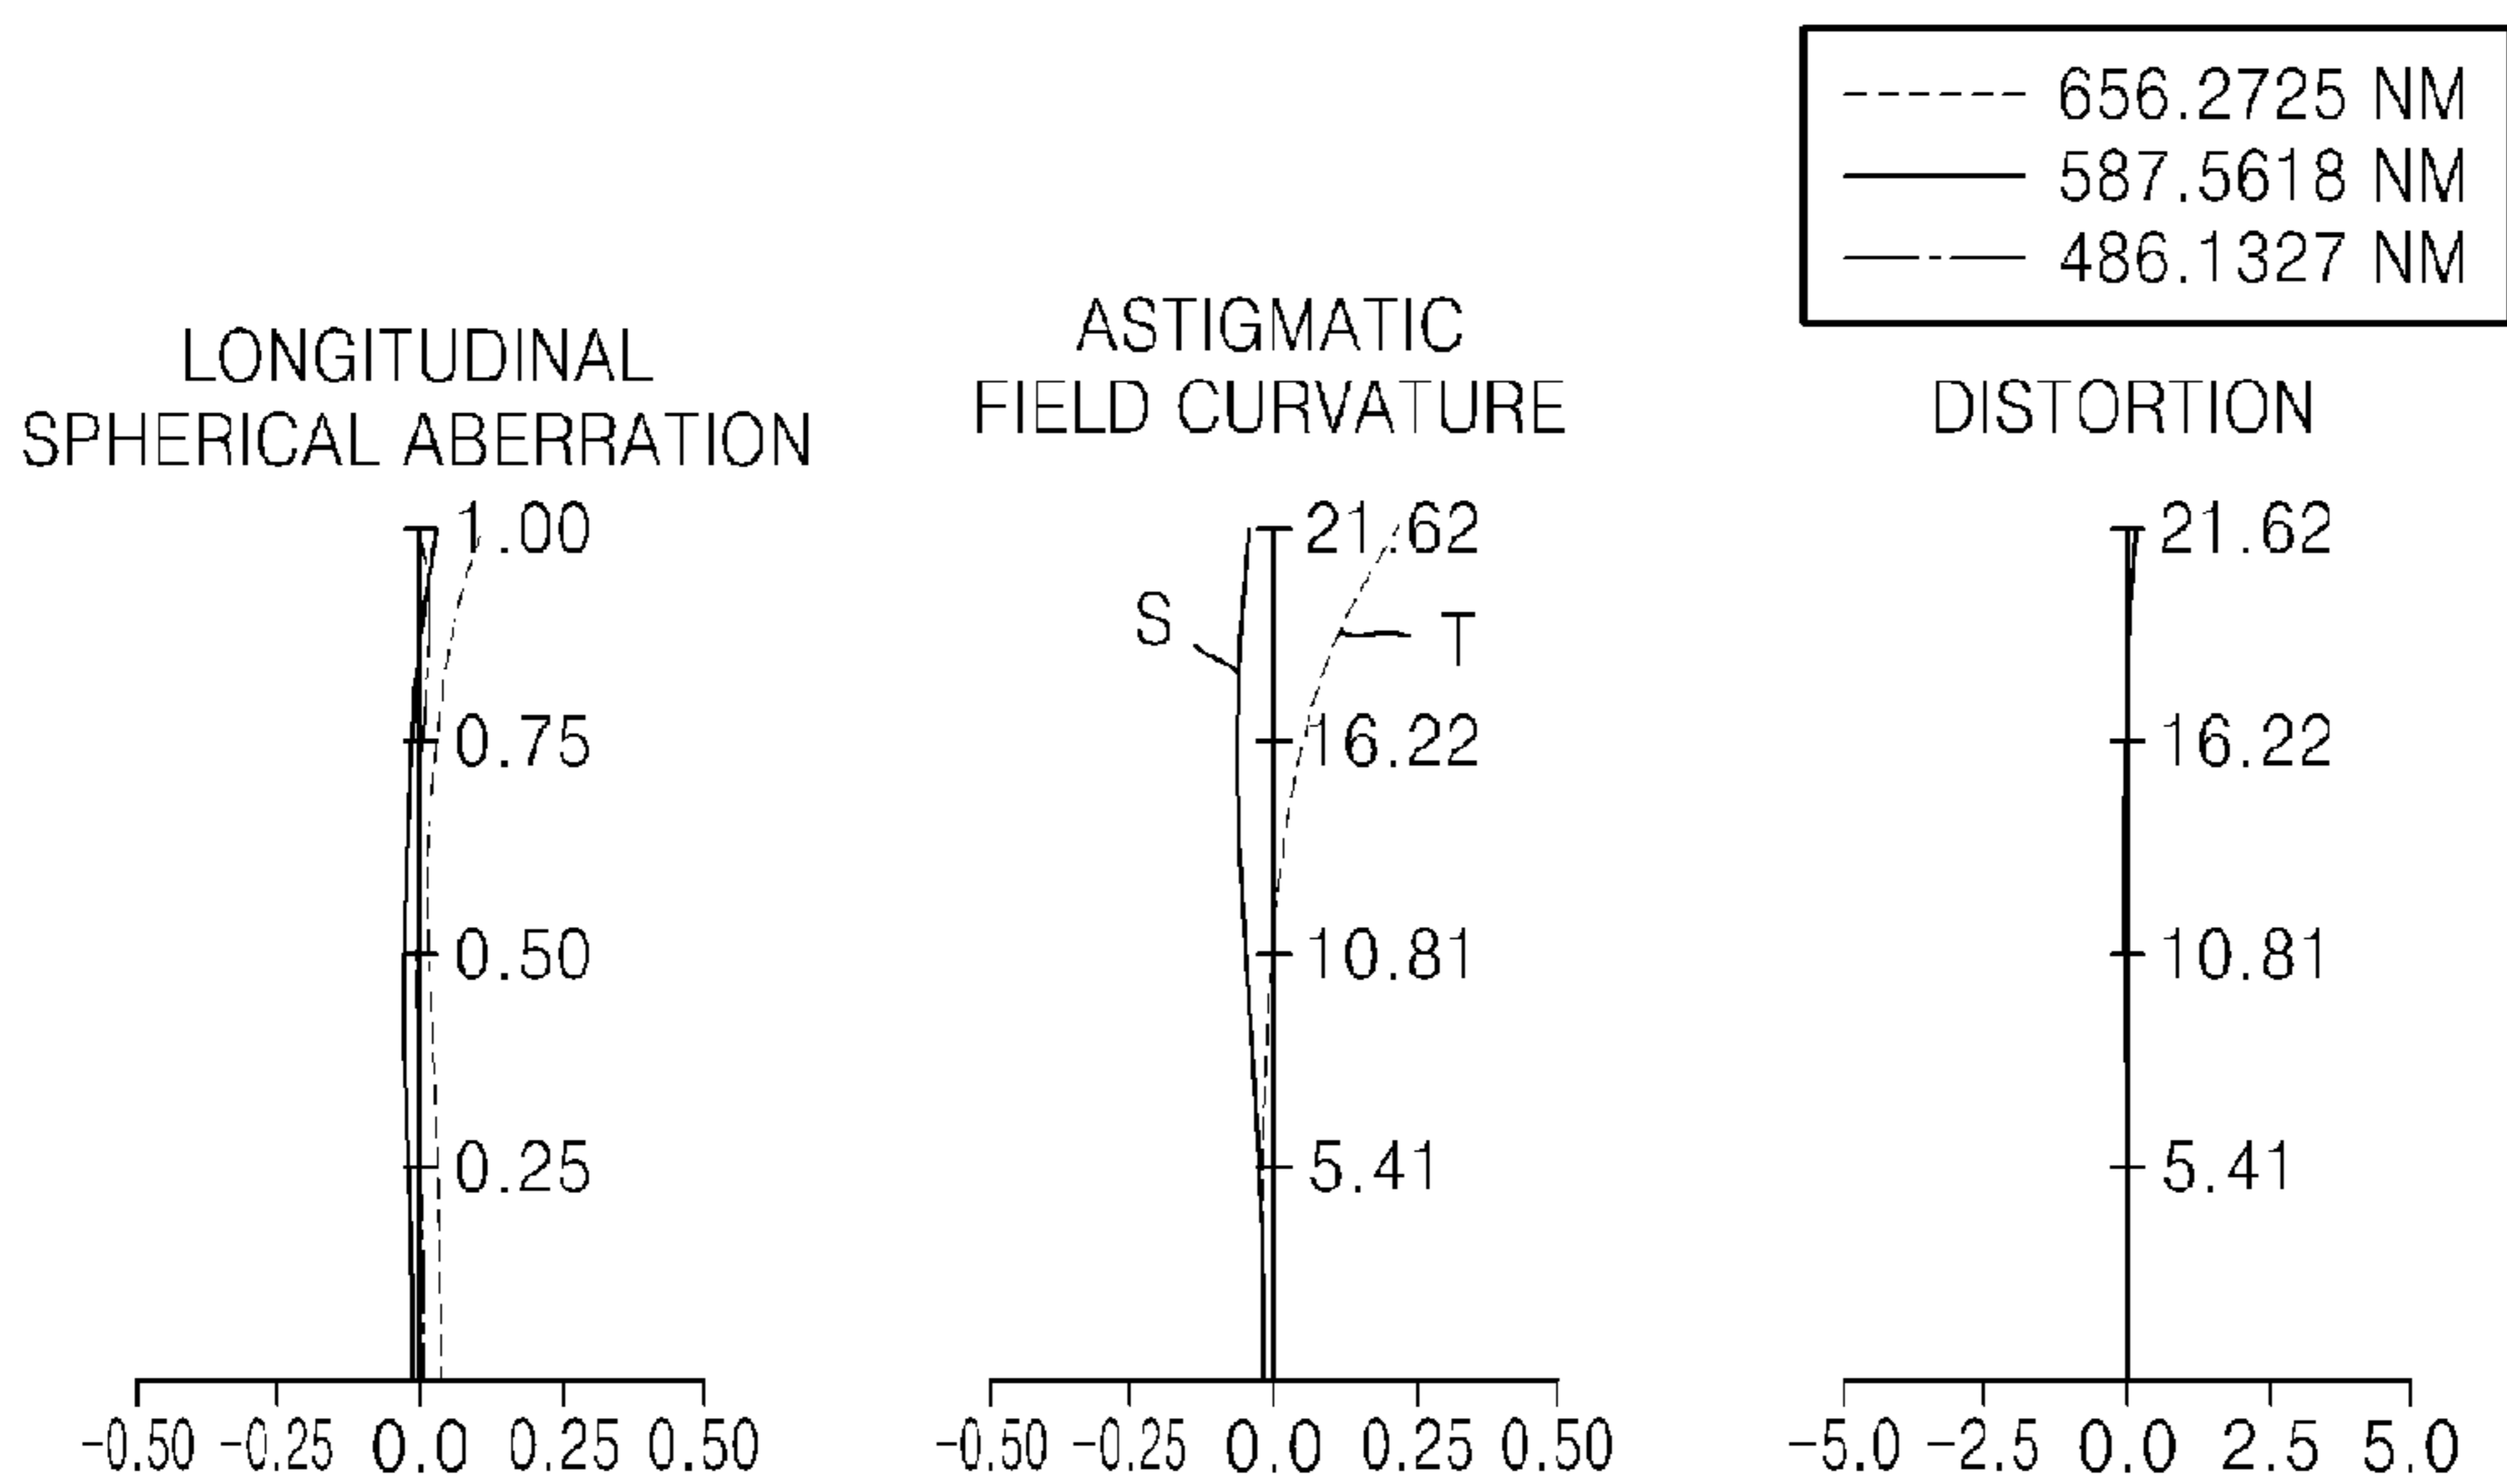 656.2725 NM
587.5618 NM
486.1327 NM
LONGITUDINAL
SPHERICAL ABERRATION
1.00
0.75
0.50
0.25
-0.50 -0.25 0.0 0.25 0.50
ASTIGMATIC
FIELD CURVATURE
21.62
S
T
16.22
10.81
5.41
-0.50 -0.25 0.0 0.25 0.50
DISTORTION
21.62
16.22
10.81
5.41
-5.0 -2.5 0.0 2.5 5.0